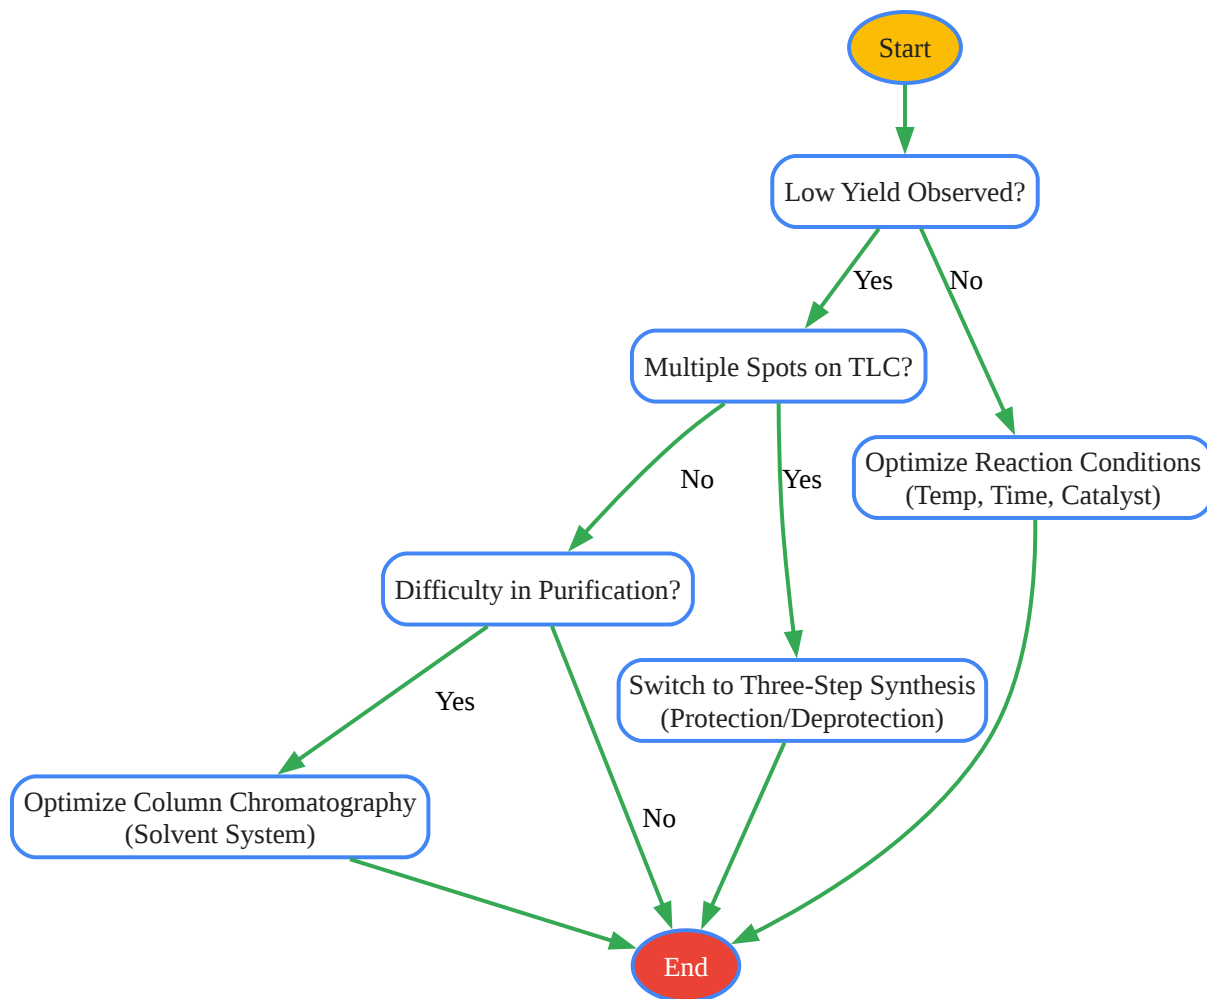 Start
Low Yield Observed?
Yes
No
Multiple Spots on TLC?
Optimize Reaction Conditions
(Temp, Time, Catalyst)
No
Yes
Difficulty in Purification?
Switch to Three-Step Synthesis
(Protection/Deprotection)
Yes
Optimize Column Chromatography
(Solvent System)
No
End